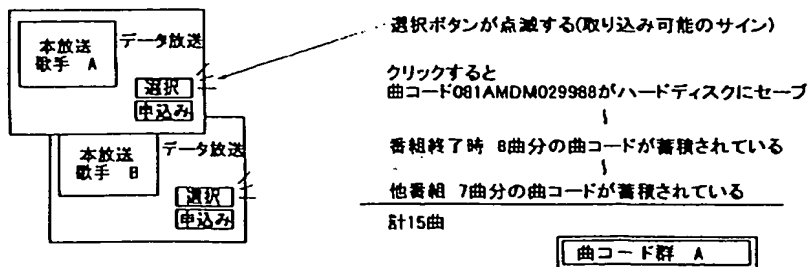 本放送
歌手 A
データ放送
選択
申込み
本放送
歌手 B
データ放送
選択
申込み
選択ボタンが点滅する(取り込み可能のサイン)
クリックすると
曲コード081AMDM029988がハードディスクにセーブ
番組終了時 8曲分の曲コードが蓄積されている
他番組 7曲分の曲コードが蓄積されている
計15曲
曲コード群 A